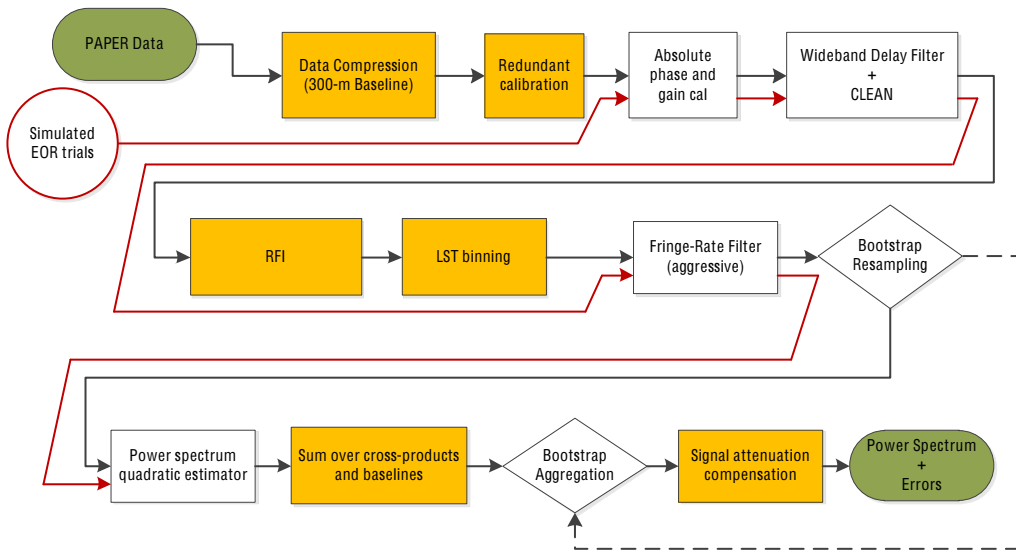 PAPER Data
Data Compression
(300-m Baseline)
Redundant
calibration
Absolute
phase and
gain cal
Wideband Delay Filter
+
CLEAN
Simulated
EOR trials
RFI
LST binning
Fringe-Rate Filter
(aggressive)
Bootstrap
Resampling
Power spectrum
quadratic estimator
Sum over cross-products
and baselines
Bootstrap
Aggregation
Signal attenuation
compensation
Power Spectrum
+
Errors